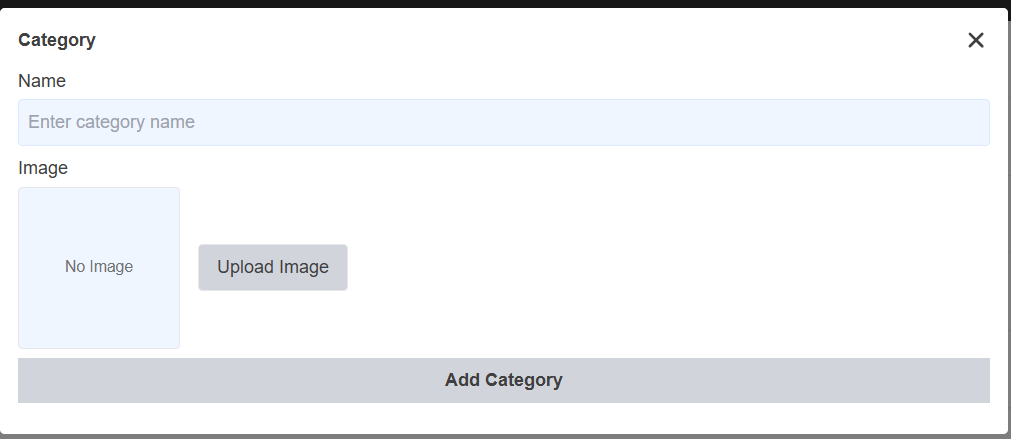 Category
Name
Enter category name
Image
No Image
Upload Image
Add Category